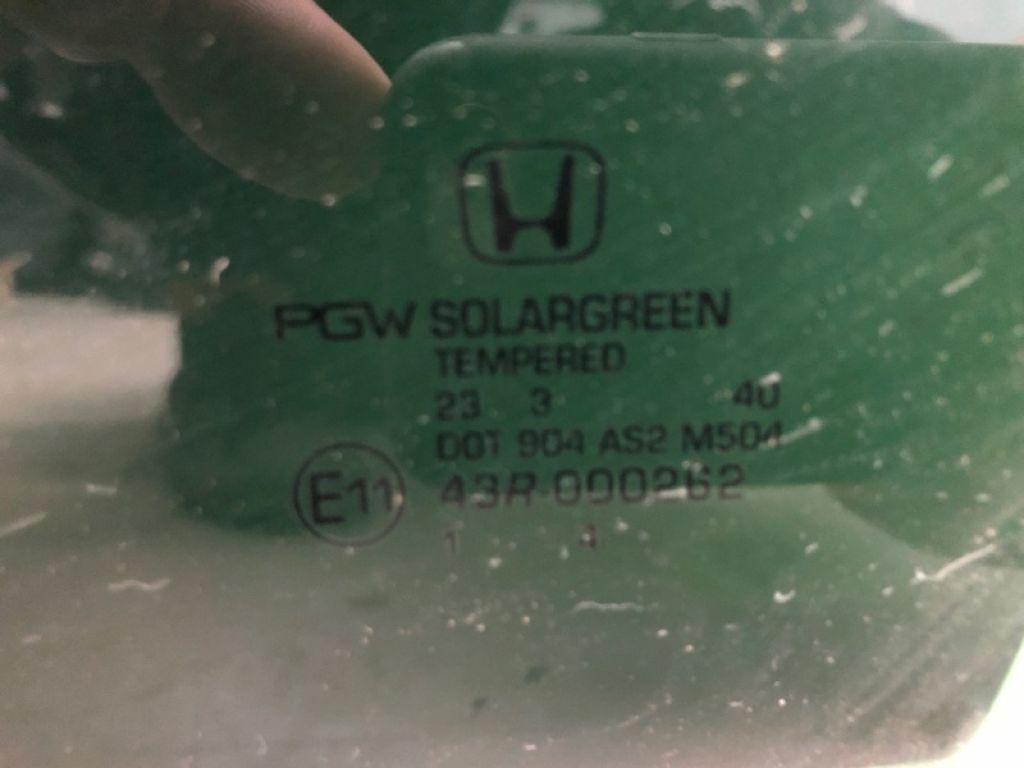 PGW SOLARGREEN
TEMPERED
23 3 40
DOT 904 AS2 M504
E11 43R-000262
1 4